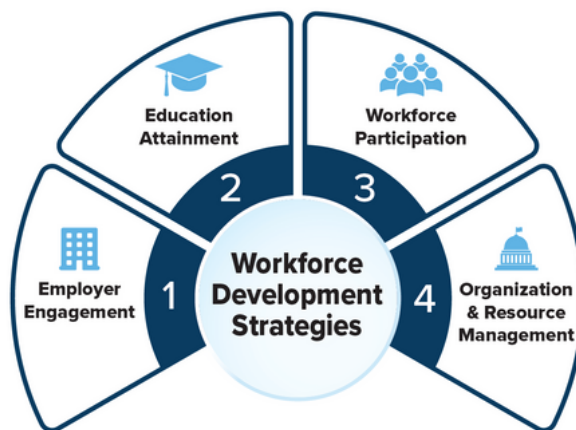 Education
Attainment
Workforce
Participation
2
3
Employer
Engagement
1
Workforce
Development
Strategies
4
Organization
& Resource
Management